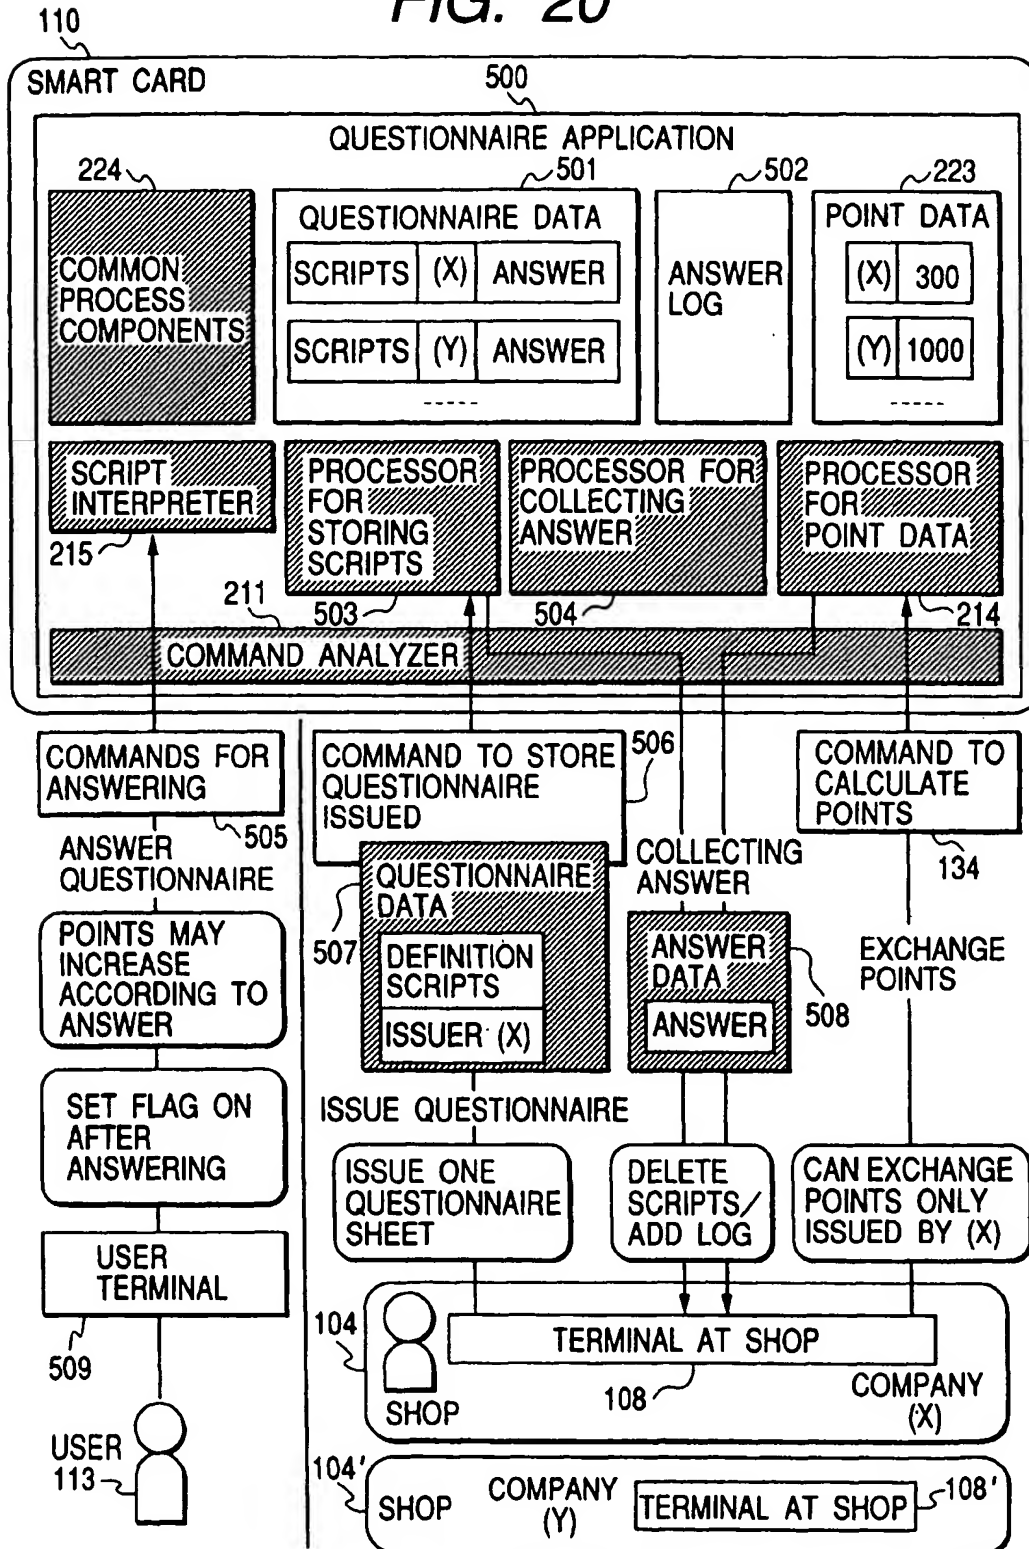 FIG. 20
110
SMART CARD
500
QUESTIONNAIRE APPLICATION
224
501
502
223
COMMON
PROCESS
COMPONENTS
QUESTIONNAIRE DATA
SCRIPTS (X) ANSWER
SCRIPTS (Y) ANSWER
-----
ANSWER
LOG
POINT DATA
(X) 300
(Y) 1000
-----
SCRIPT
INTERPRETER
215
PROCESSOR
FOR
STORING
SCRIPTS
503
PROCESSOR FOR
COLLECTING
ANSWER
504
PROCESSOR
FOR
POINT DATA
214
211
COMMAND ANALYZER
COMMANDS FOR
ANSWERING
505
ANSWER
QUESTIONNAIRE
POINTS MAY
INCREASE
ACCORDING TO
ANSWER
SET FLAG ON
AFTER
ANSWERING
USER
TERMINAL
509
USER
113
COMMAND TO STORE
QUESTIONNAIRE
ISSUED
506
507
QUESTIONNAIRE
DATA
DEFINITION
SCRIPTS
ISSUER (X)
ISSUE QUESTIONNAIRE
ISSUE ONE
QUESTIONNAIRE
SHEET
COLLECTING
ANSWER
ANSWER
DATA
ANSWER
508
DELETE
SCRIPTS/
ADD LOG
COMMAND TO
CALCULATE
POINTS
134
EXCHANGE
POINTS
CAN EXCHANGE
POINTS ONLY
ISSUED BY (X)
104
TERMINAL AT SHOP
108
SHOP
COMPANY
(X)
104'
SHOP
COMPANY
(Y)
TERMINAL AT SHOP
108'